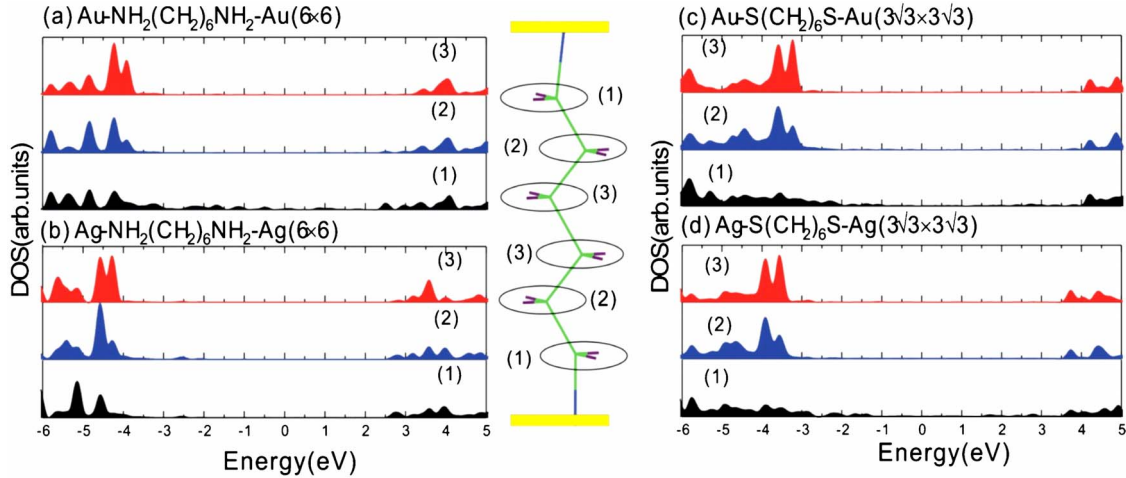 (a) Au-NH₂(CH₂)₆NH₂-Au(6×6)
(3)
(2)
(1)
(b) Ag-NH₂(CH₂)₆NH₂-Ag(6×6)
(3)
(2)
(1)
DOS(arb.units)
-6 -5 -4 -3 -2 -1 0 1 2 3 4 5
Energy(eV)
(1)
(2)
(3)
(3)
(2)
(1)
(c) Au-S(CH₂)₆S-Au(3√3×3√3)
(3)
(2)
(1)
(d) Ag-S(CH₂)₆S-Ag(3√3×3√3)
(3)
(2)
(1)
DOS(arb.units)
-6 -5 -4 -3 -2 -1 0 1 2 3 4 5
Energy(eV)